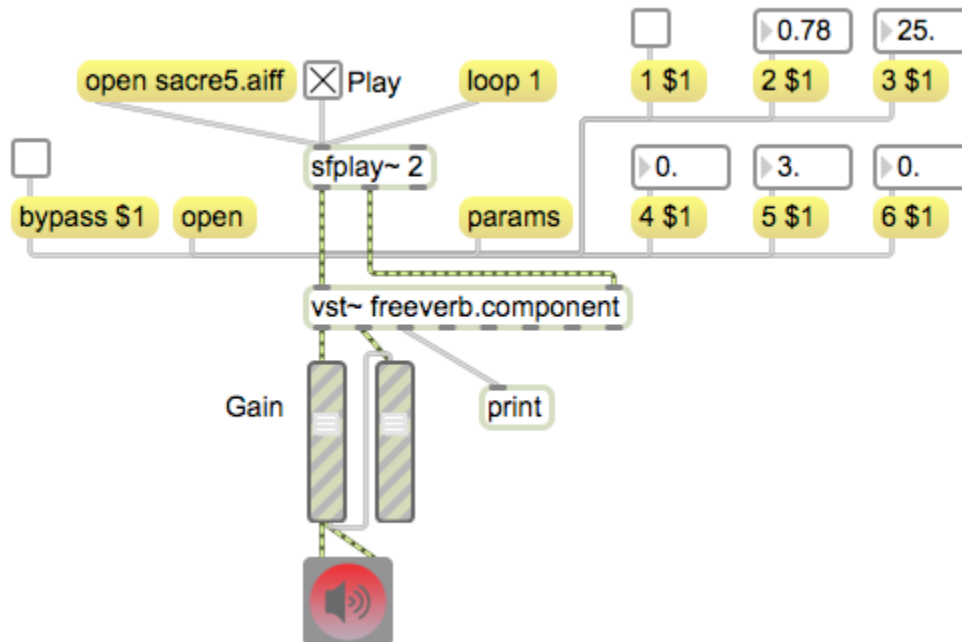 0.78
25.
open sacre5.aiff
Play
loop 1
1 $1
2 $1
3 $1
sfplay~ 2
0.
3.
0.
bypass $1
open
params
4 $1
5 $1
6 $1
vst~ freeverb.component
Gain
print